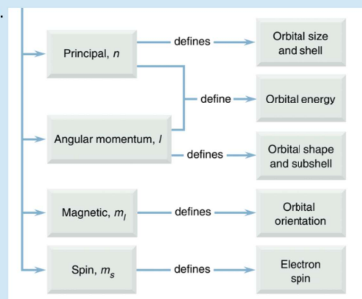 Principal, n
defines
Orbital size
and shell
define
Orbital energy
Angular momentum, l
defines
Orbital shape
and subshell
Magnetic, ml
defines
Orbital
orientation
Spin, ms
defines
Electron
spin